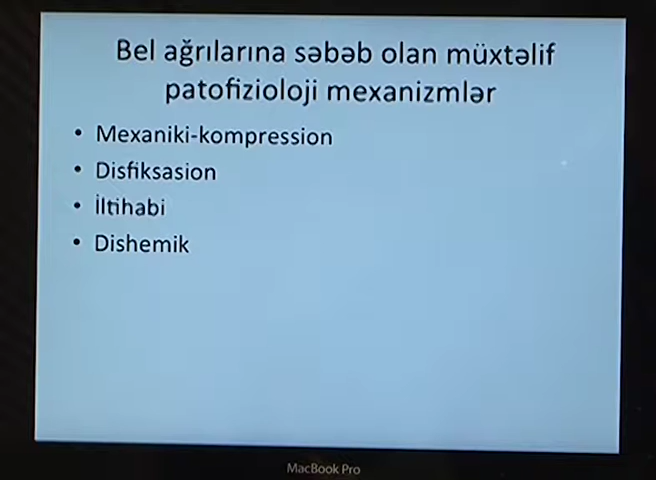 Bel ağrılarına səbəb olan müxtəlif
patofizioloji mexanizmlər
• Mexaniki-kompression
• Disfiksasion
• İltihabi
• Dishemik
MacBook Pro